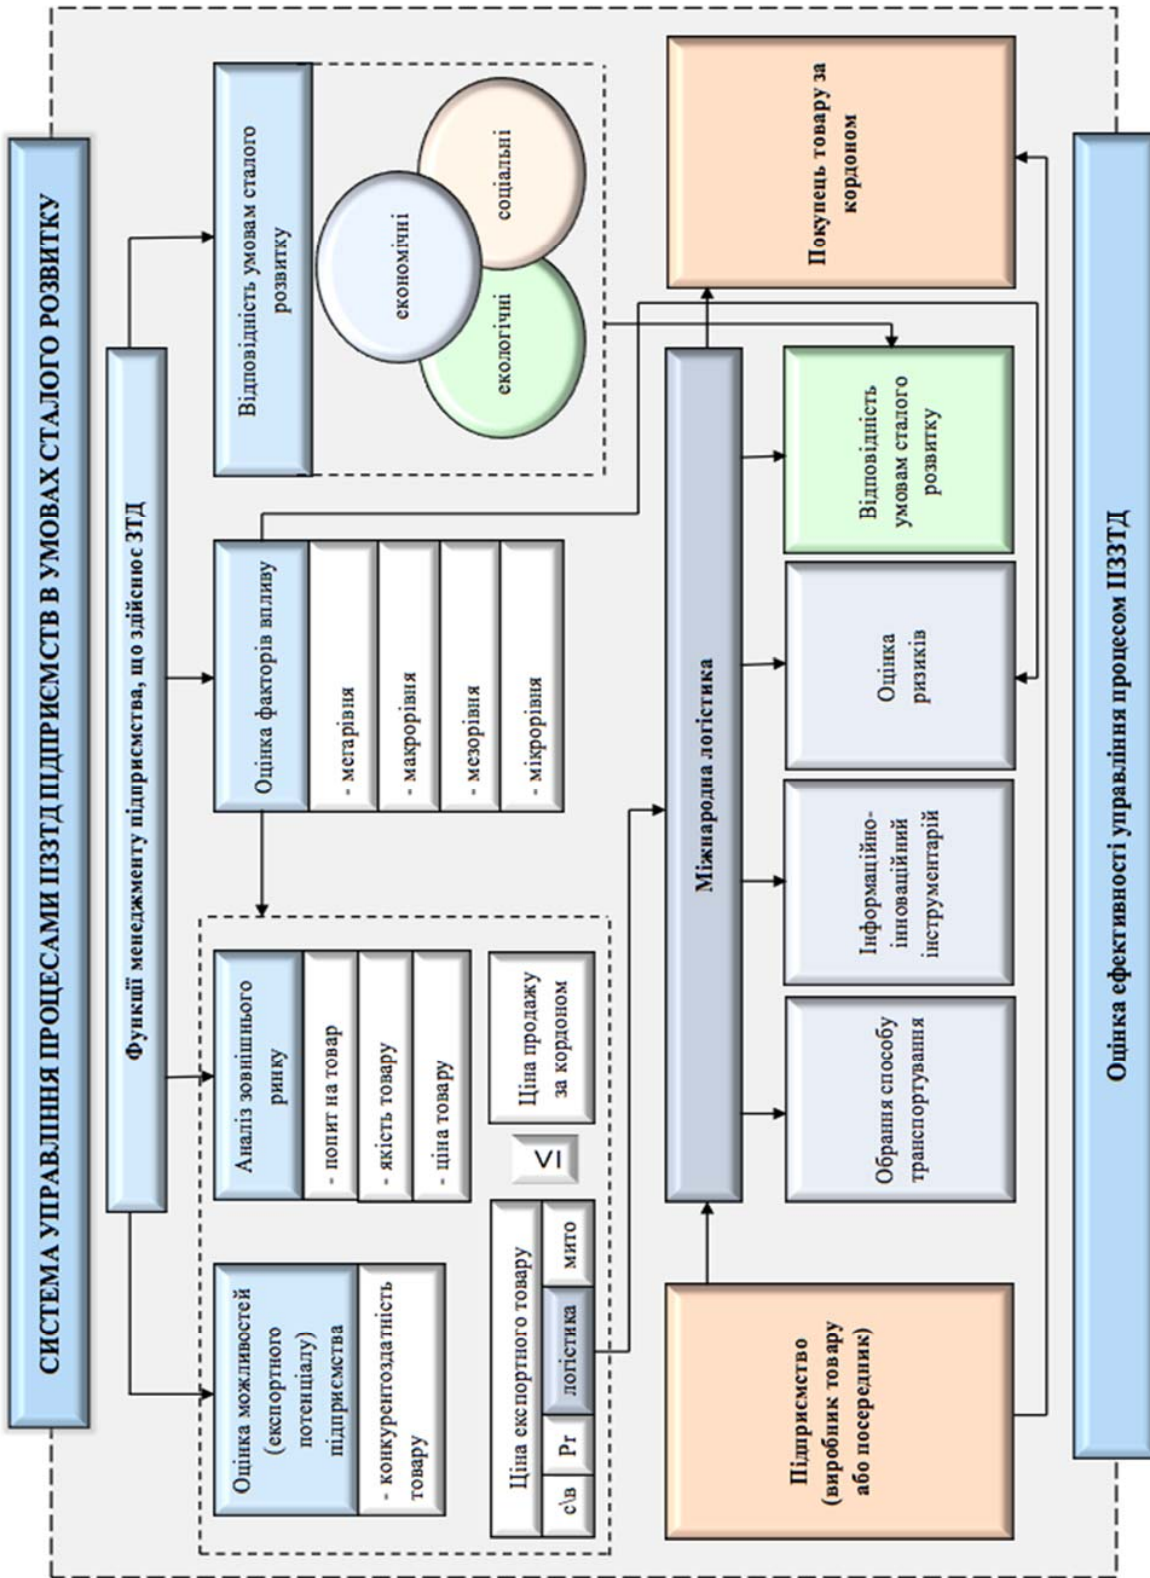 СИСТЕМА УПРАВЛІННЯ ПРОЦЕСАМИ ПЗЗТД ПІДПРИЄМСТВ В УМОВАХ СТАЛОГО РОЗВИТКУ
Функції менеджменту підприємства, що здійснює ЗТД
Оцінка можливостей
(експортного
потенціалу)
підприємства
- конкурентоздатність
товару
Аналіз зовнішнього
ринку
- попит на товар
- якість товару
- ціна товару
Оцінка факторів впливу
- мегарівня
- макрорівня
- мезорівня
- мікрорівня
Відповідність умовам сталого
розвитку
економічні
екологічні
соціальні
Ціна експортного товару
с\в
Pr
логістика
мито
≤
Ціна продажу
за кордоном
Підприємство
(виробник товару
або посередник)
Міжнародна логістика
Обрання способу
транспортування
Інформаційно-
інноваційний
інструментарій
Оцінка
ризиків
Відповідність
умовам сталого
розвитку
Покупець товару за
кордоном
Оцінка ефективності управління процесом ПЗЗТД